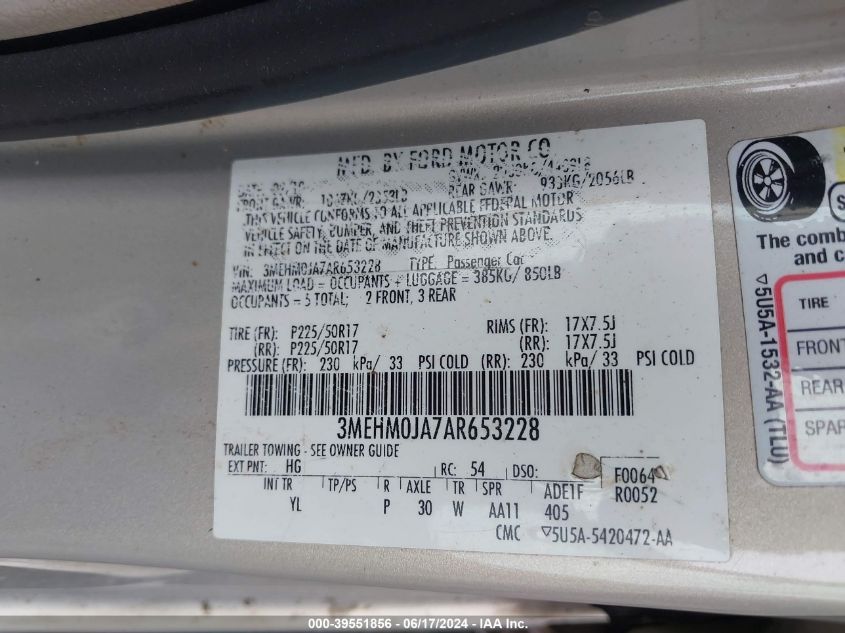 MFD. BY FORD MOTOR CO
FRONT GAWR:
REAR GAWR: 933KG/2056LB
THIS VEHICLE CONFORMS TO ALL APPLICABLE FEDERAL MOTOR
VEHICLE SAFETY, BUMPER, AND THEFT PREVENTION STANDARDS
IN EFFECT ON THE DATE OF MANUFACTURE SHOWN ABOVE
VIN: 3MEHM0JA7AR653228 TYPE: Passenger Car
MAXIMUM LOAD = OCCUPANTS + LUGGAGE = 385KG/ 850LB
OCCUPANTS = 5 TOTAL; 2 FRONT, 3 REAR
TIRE (FR): P225/50R17 RIMS (FR): 17X7.5J
(RR): P225/50R17 (RR): 17X7.5J
PRESSURE (FR): 230 kPa/ 33 PSI COLD (RR): 230 kPa/ 33 PSI COLD
3MEHM0JA7AR653228
TRAILER TOWING - SEE OWNER GUIDE
EXT PNT: HG RC: 54 DSO: F0064
INT TR TP/PS R AXLE TR SPR ADE1F R0052
YL P 30 W AA11 405
CMC ▽5U5A-5420472-AA
The comb
and c
TIRE
FRONT
REAR
SPAR
▽5U5A-1532-AA (TLU)
000-39551856 - 06/17/2024 - IAA Inc.